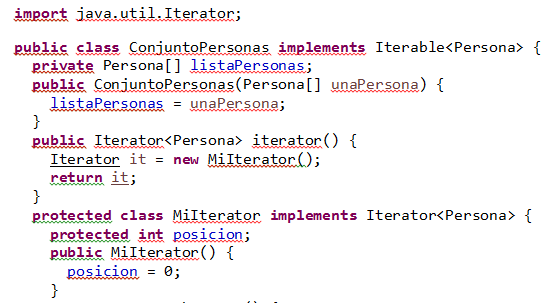 import java.util.Iterator;
public class ConjuntoPersonas implements Iterable<Persona> {
private Persona[] listaPersonas;
public ConjuntoPersonas(Persona[] unaPersona) {
listaPersonas = unaPersona;
}
public Iterator<Persona> iterator() {
Iterator it = new MiIterator();
return it;
}
protected class MiIterator implements Iterator<Persona> {
protected int posicion;
public MiIterator() {
posicion = 0;
}